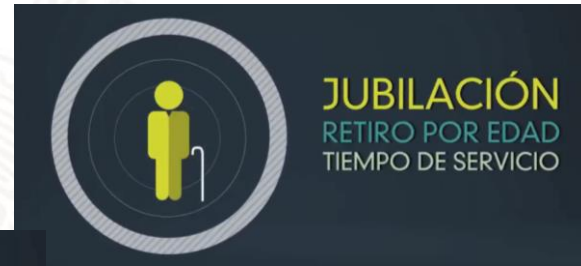 JUBILACIÓN
RETIRO POR EDAD
TIEMPO DE SERVICIO